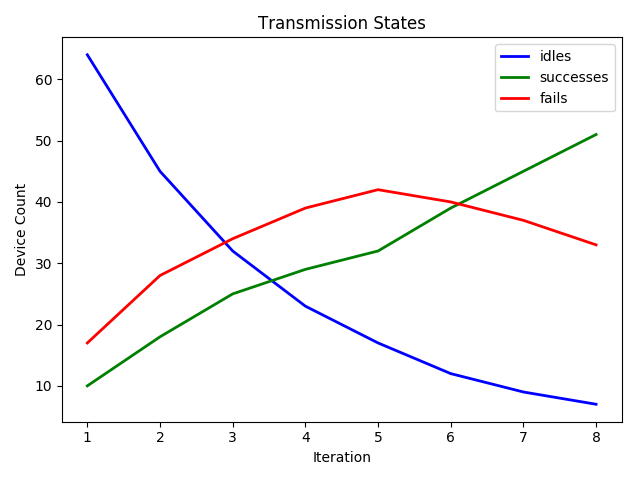 Transmission States
idles
successes
fails
60
50
40
30
20
10
Device Count
1 2 3 4 5 6 7 8
Iteration